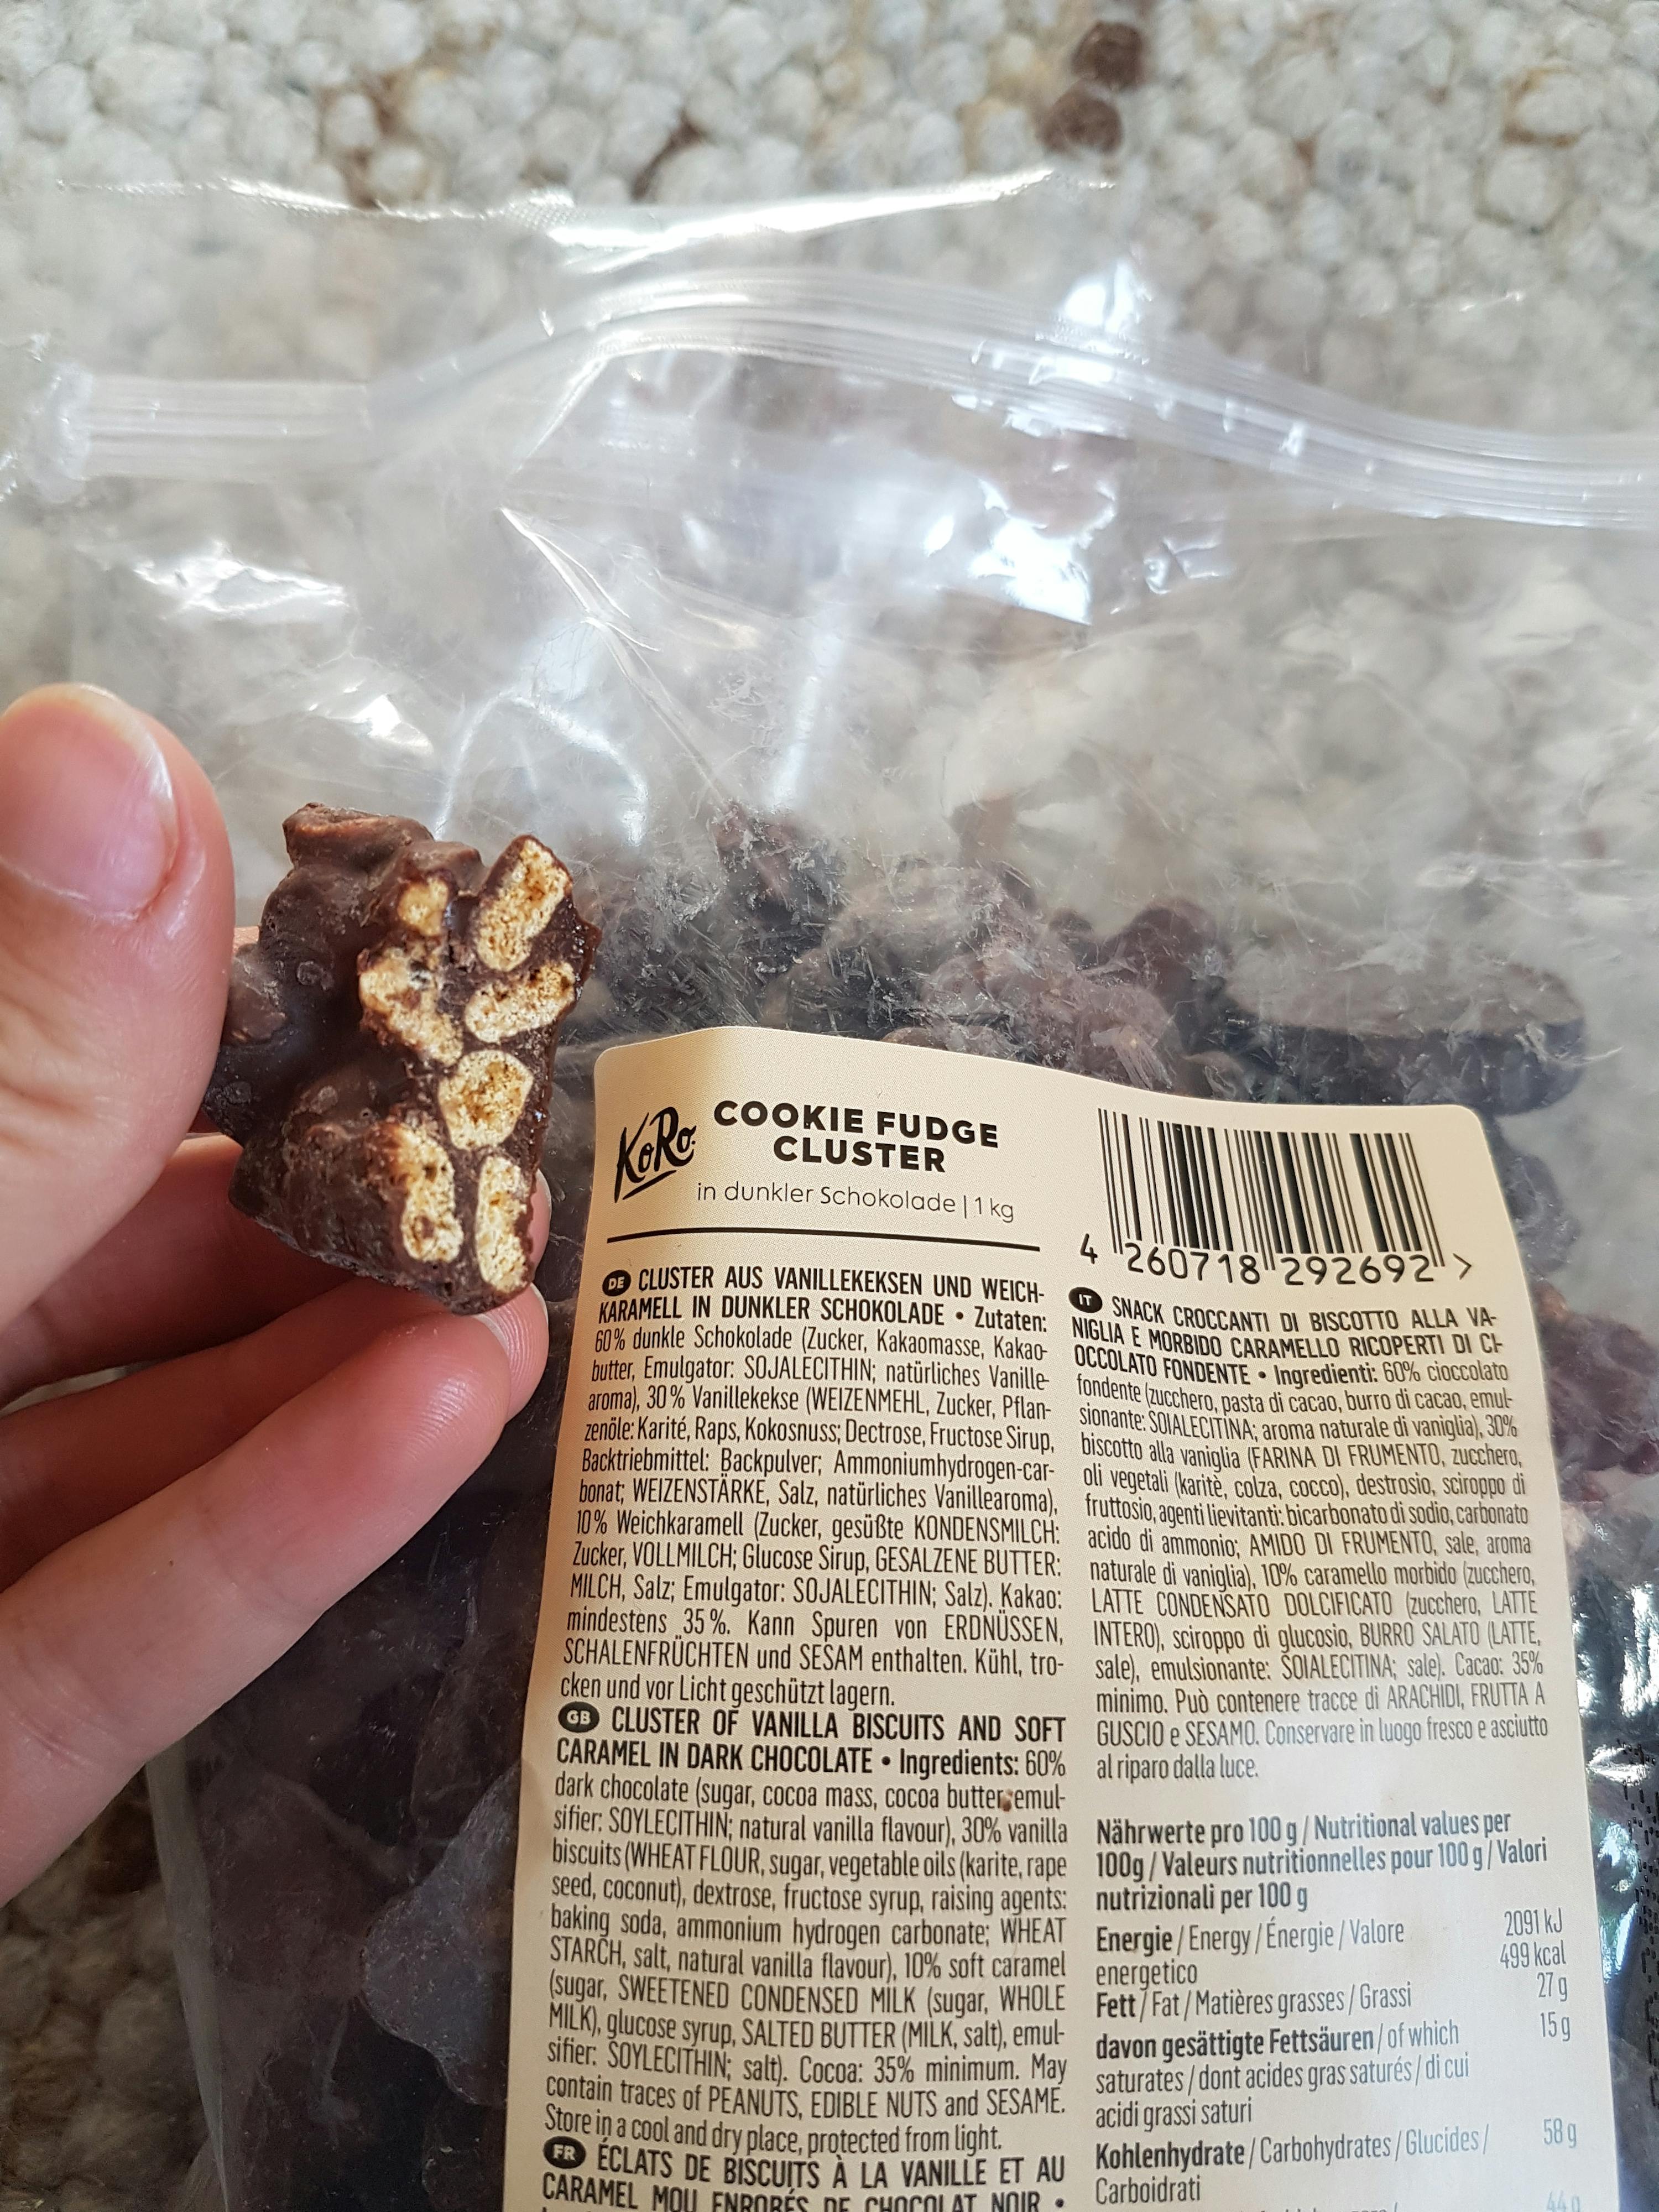 KoRo
COOKIE FUDGE
CLUSTER
in dunkler Schokolade | 1 kg
DE CLUSTER AUS VANILLEKEKSEN UND WEICH-
KARAMELL IN DUNKLER SCHOKOLADE • Zutaten:
60% dunkle Schokolade (Zucker, Kakaomasse, Kakao-
butter, Emulgator: SOJALECITHIN; natürliches Vanille-
aroma), 30% Vanillekekse (WEIZENMEHL, Zucker, Pflan-
zenöle: Karité, Raps, Kokosnuss; Dectrose, Fructose Sirup,
Backtriebmittel: Backpulver; Ammoniumhydrogen-car-
bonat; WEIZENSTÄRKE, Salz, natürliches Vanillearoma),
10% Weichkaramell (Zucker, gesüßte KONDENSMILCH:
Zucker, VOLLMILCH; Glucose Sirup, GESALZENE BUTTER:
MILCH, Salz; Emulgator: SOJALECITHIN; Salz). Kakao:
mindestens 35%. Kann Spuren von ERDNÜSSEN,
SCHALENFRÜCHTEN und SESAM enthalten. Kühl, tro-
cken und vor Licht geschützt lagern.
GB CLUSTER OF VANILLA BISCUITS AND SOFT
CARAMEL IN DARK CHOCOLATE • Ingredients: 60%
dark chocolate (sugar, cocoa mass, cocoa butter, emul-
sifier: SOYLECITHIN; natural vanilla flavour), 30% vanilla
biscuits (WHEAT FLOUR, sugar, vegetable oils (karite, rape
seed, coconut), dextrose, fructose syrup, raising agents:
baking soda, ammonium hydrogen carbonate; WHEAT
STARCH, salt, natural vanilla flavour), 10% soft caramel
(sugar, SWEETENED CONDENSED MILK (sugar, WHOLE
MILK), glucose syrup, SALTED BUTTER (MILK, salt), emul-
sifier: SOYLECITHIN; salt). Cocoa: 35% minimum. May
contain traces of PEANUTS, EDIBLE NUTS and SESAME.
Store in a cool and dry place, protected from light.
FR ÉCLATS DE BISCUITS À LA VANILLE ET AU
CARAMEL MOU ENROBÉS DE CHOCOLAT NOIR •
4 260718 292692 >
IT SNACK CROCCANTI DI BISCOTTO ALLA VA-
NIGLIA E MORBIDO CARAMELLO RICOPERTI DI CI-
OCCOLATO FONDENTE • Ingredienti: 60% cioccolato
fondente (zucchero, pasta di cacao, burro di cacao, emul-
sionante: SOIALECITINA; aroma naturale di vaniglia), 30%
biscotto alla vaniglia (FARINA DI FRUMENTO, zucchero,
oli vegetali (karitè, colza, cocco), destrosio, sciroppo di
fruttosio, agenti lievitanti: bicarbonato di sodio, carbonato
acido di ammonio; AMIDO DI FRUMENTO, sale, aroma
naturale di vaniglia), 10% caramello morbido (zucchero,
LATTE CONDENSATO DOLCIFICATO (zucchero, LATTE
INTERO), sciroppo di glucosio, BURRO SALATO (LATTE,
sale), emulsionante: SOIALECITINA; sale). Cacao: 35%
minimo. Può contenere tracce di ARACHIDI, FRUTTA A
GUSCIO e SESAMO. Conservare in luogo fresco e asciutto
al riparo dalla luce.
Nährwerte pro 100 g / Nutritional values per
100g / Valeurs nutritionnelles pour 100 g / Valori
nutrizionali per 100 g
Energie / Energy / Énergie / Valore 2091 kJ
energetico 499 kcal
Fett / Fat / Matières grasses / Grassi 27 g
davon gesättigte Fettsäuren / of which 15 g
saturates / dont acides gras saturés / di cui
acidi grassi saturi
Kohlenhydrate / Carbohydrates / Glucides / 58 g
Carboidrati
44 g